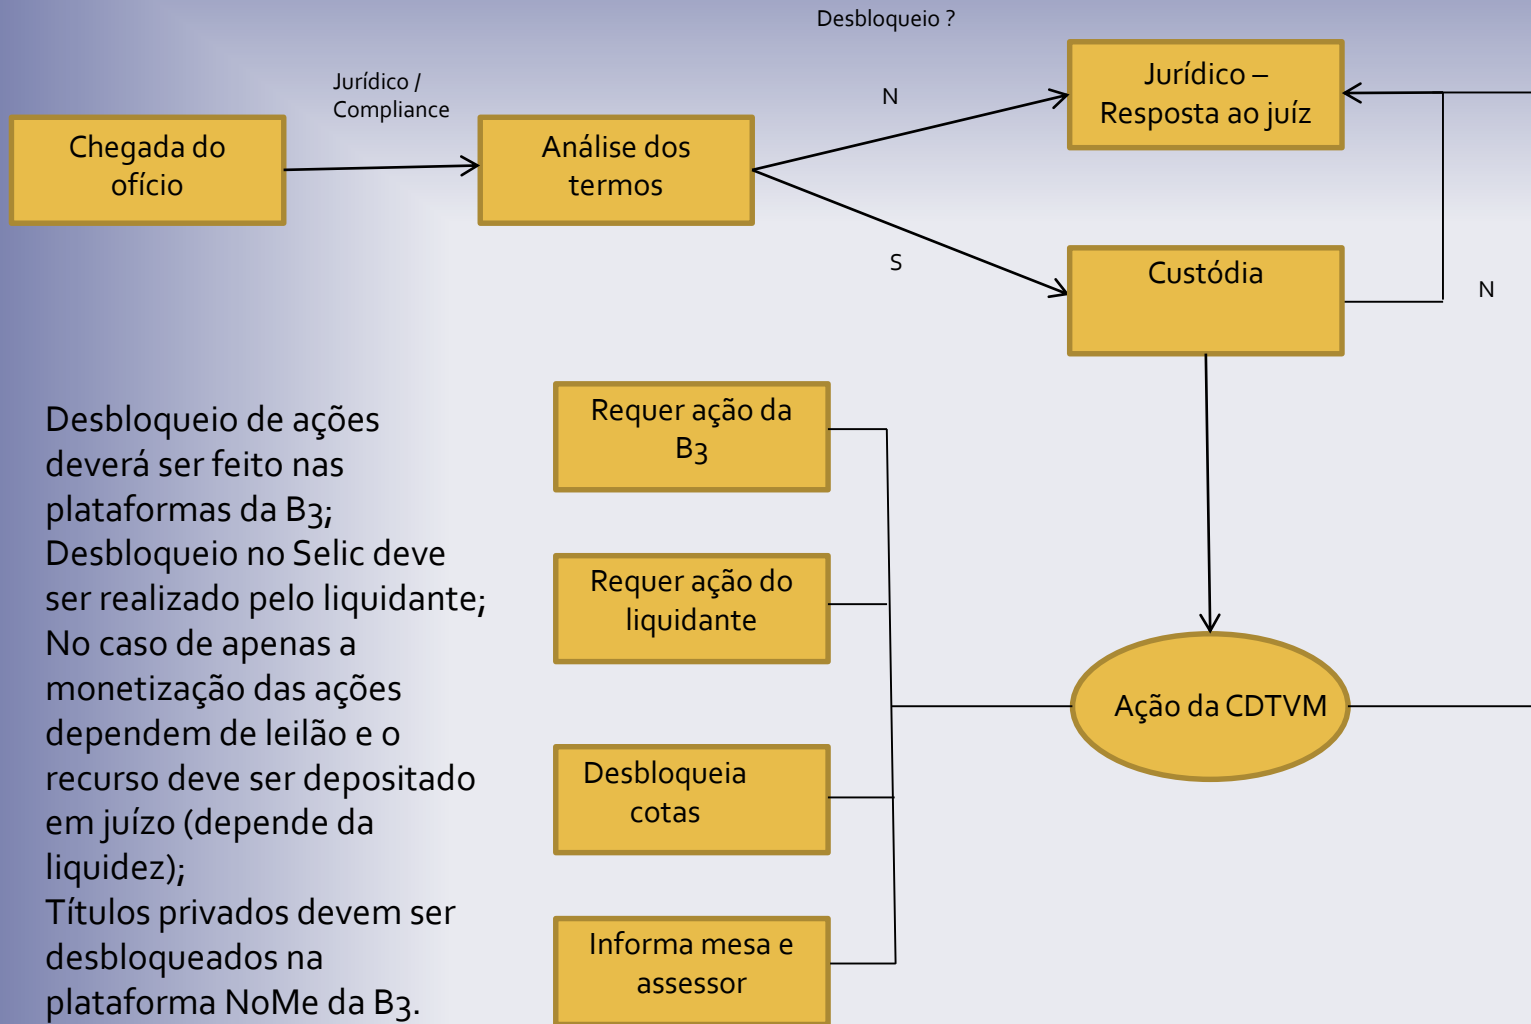 Desbloqueio ?
Jurídico /
Compliance
Chegada do
ofício
Análise dos
termos
N
Jurídico –
Resposta ao juíz
S
Custódia
N
Desbloqueio de ações
deverá ser feito nas
plataformas da B3;
Desbloqueio no Selic deve
ser realizado pelo liquidante;
No caso de apenas a
monetização das ações
dependem de leilão e o
recurso deve ser depositado
em juízo (depende da
liquidez);
Títulos privados devem ser
desbloqueados na
plataforma NoMe da B3.
Requer ação da
B3
Requer ação do
liquidante
Desbloqueia
cotas
Informa mesa e
assessor
Ação da CDTVM